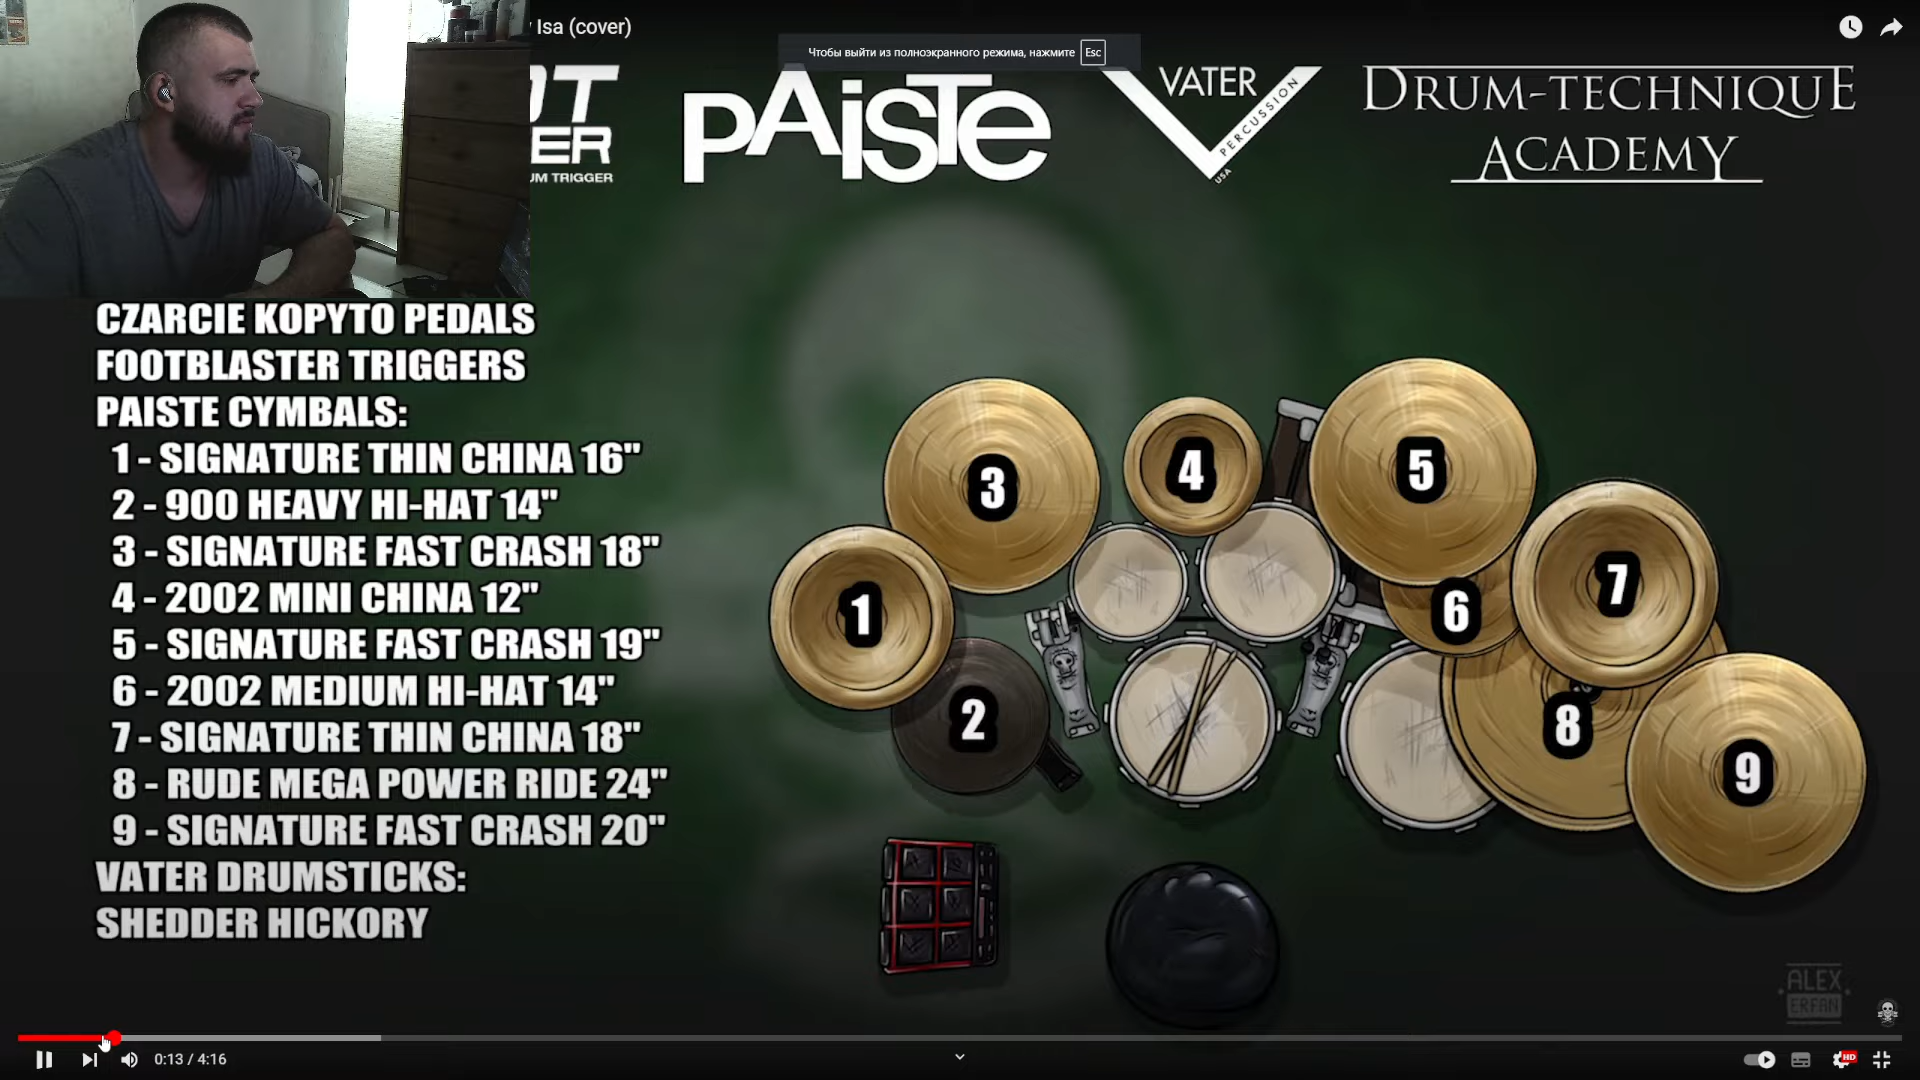 Isa (cover)
Чтобы выйти из полноэкранного режима, нажмите Esc
OT
ER
UM TRIGGER
PAiSTe
VATER
PERCUSSION
USA
DRUM-TECHNIQUE
ACADEMY
CZARCIE KOPYTO PEDALS
FOOTBLASTER TRIGGERS
PAISTE CYMBALS:
1 - SIGNATURE THIN CHINA 16"
2 - 900 HEAVY HI-HAT 14"
3 - SIGNATURE FAST CRASH 18"
4 - 2002 MINI CHINA 12"
5 - SIGNATURE FAST CRASH 19"
6 - 2002 MEDIUM HI-HAT 14"
7 - SIGNATURE THIN CHINA 18"
8 - RUDE MEGA POWER RIDE 24"
9 - SIGNATURE FAST CRASH 20"
VATER DRUMSTICKS:
SHEDDER HICKORY
3
4
5
1
2
6
7
8
9
ALEX
ERFAN
0:13 / 4:16
HD